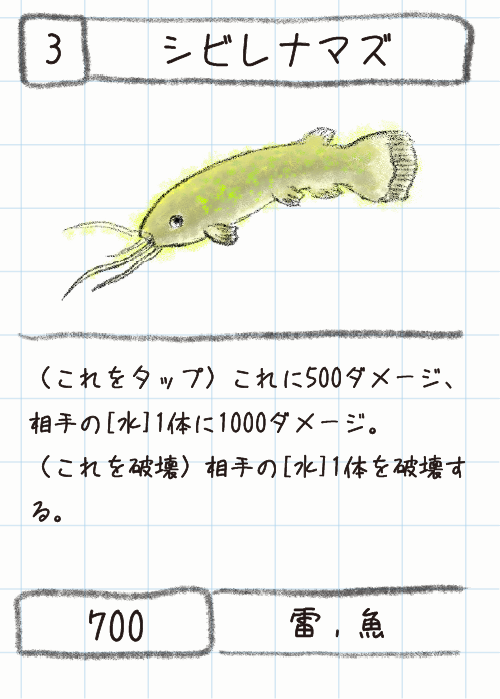 3 シビレナマズ
（これをタップ）これに500ダメージ、
相手の[水]1体に1000ダメージ。
（これを破壊）相手の[水]1体を破壊す
る。
700 雷，魚